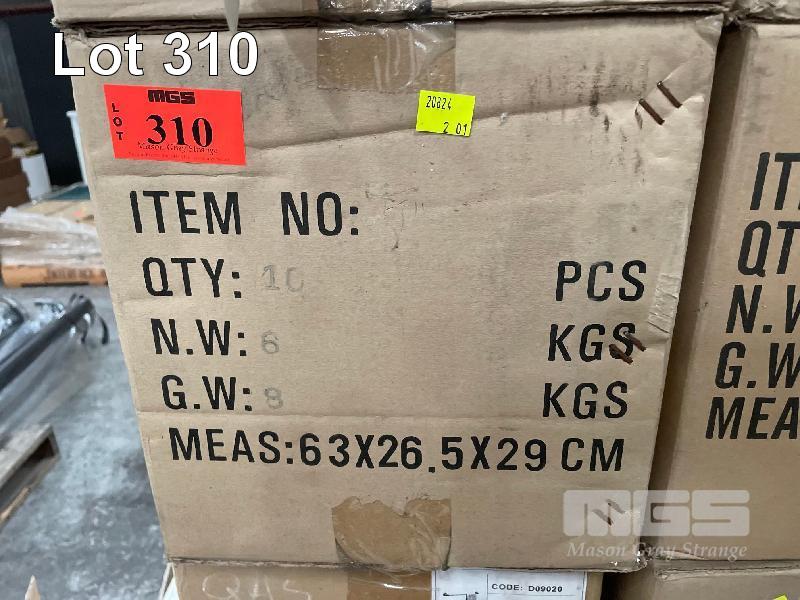 Lot 310
LOT
MGS
310
Mason Gray Strange
20824
2 01
ITEM NO:
QTY: 10 PCS
N.W: 6 KGS
G.W: 8 KGS
MEAS:63X26.5X29 CM
IT
QT
N.W
G.W
MEA
MGS
Mason Gray Strange
CODE: D09020